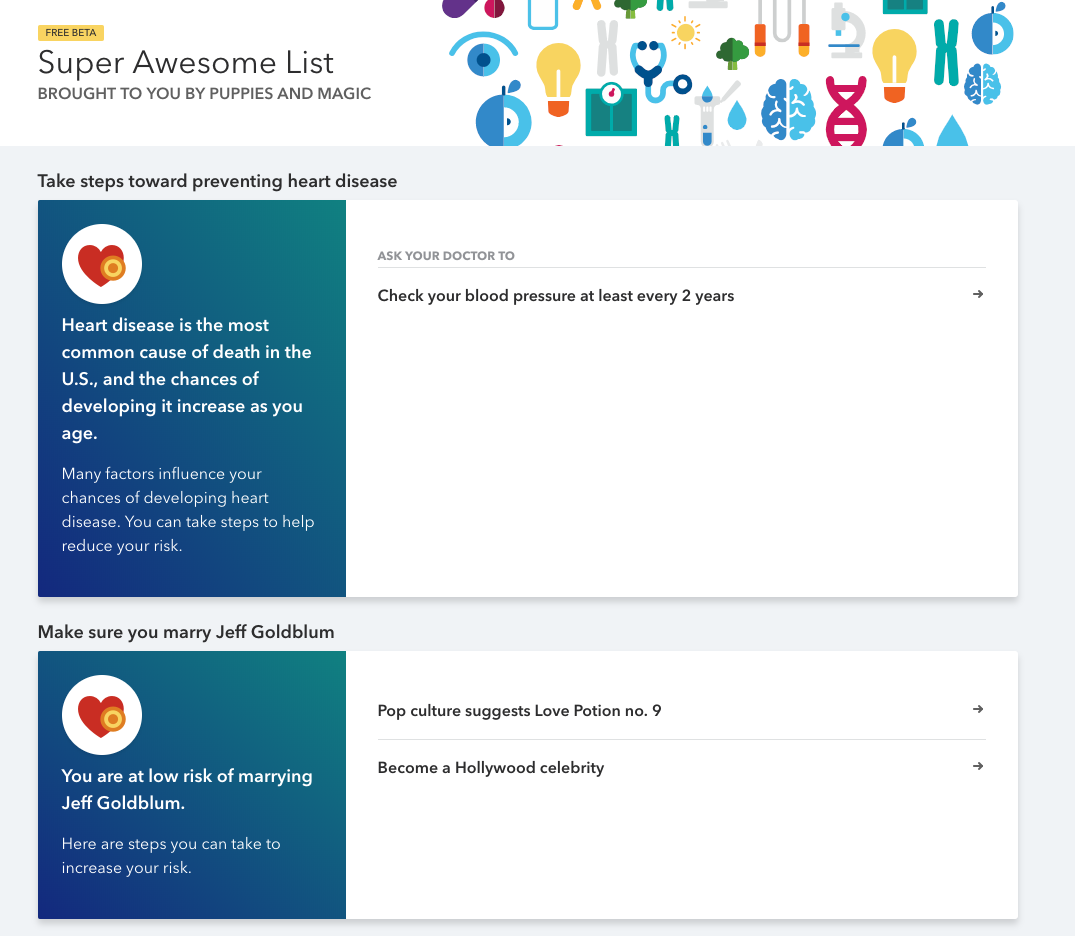 FREE BETA
Super Awesome List
BROUGHT TO YOU BY PUPPIES AND MAGIC
Take steps toward preventing heart disease
Heart disease is the most
common cause of death in the
U.S., and the chances of
developing it increase as you
age.
Many factors influence your
chances of developing heart
disease. You can take steps to help
reduce your risk.
ASK YOUR DOCTOR TO
Check your blood pressure at least every 2 years
Make sure you marry Jeff Goldblum
You are at low risk of marrying
Jeff Goldblum.
Here are steps you can take to
increase your risk.
Pop culture suggests Love Potion no. 9
Become a Hollywood celebrity